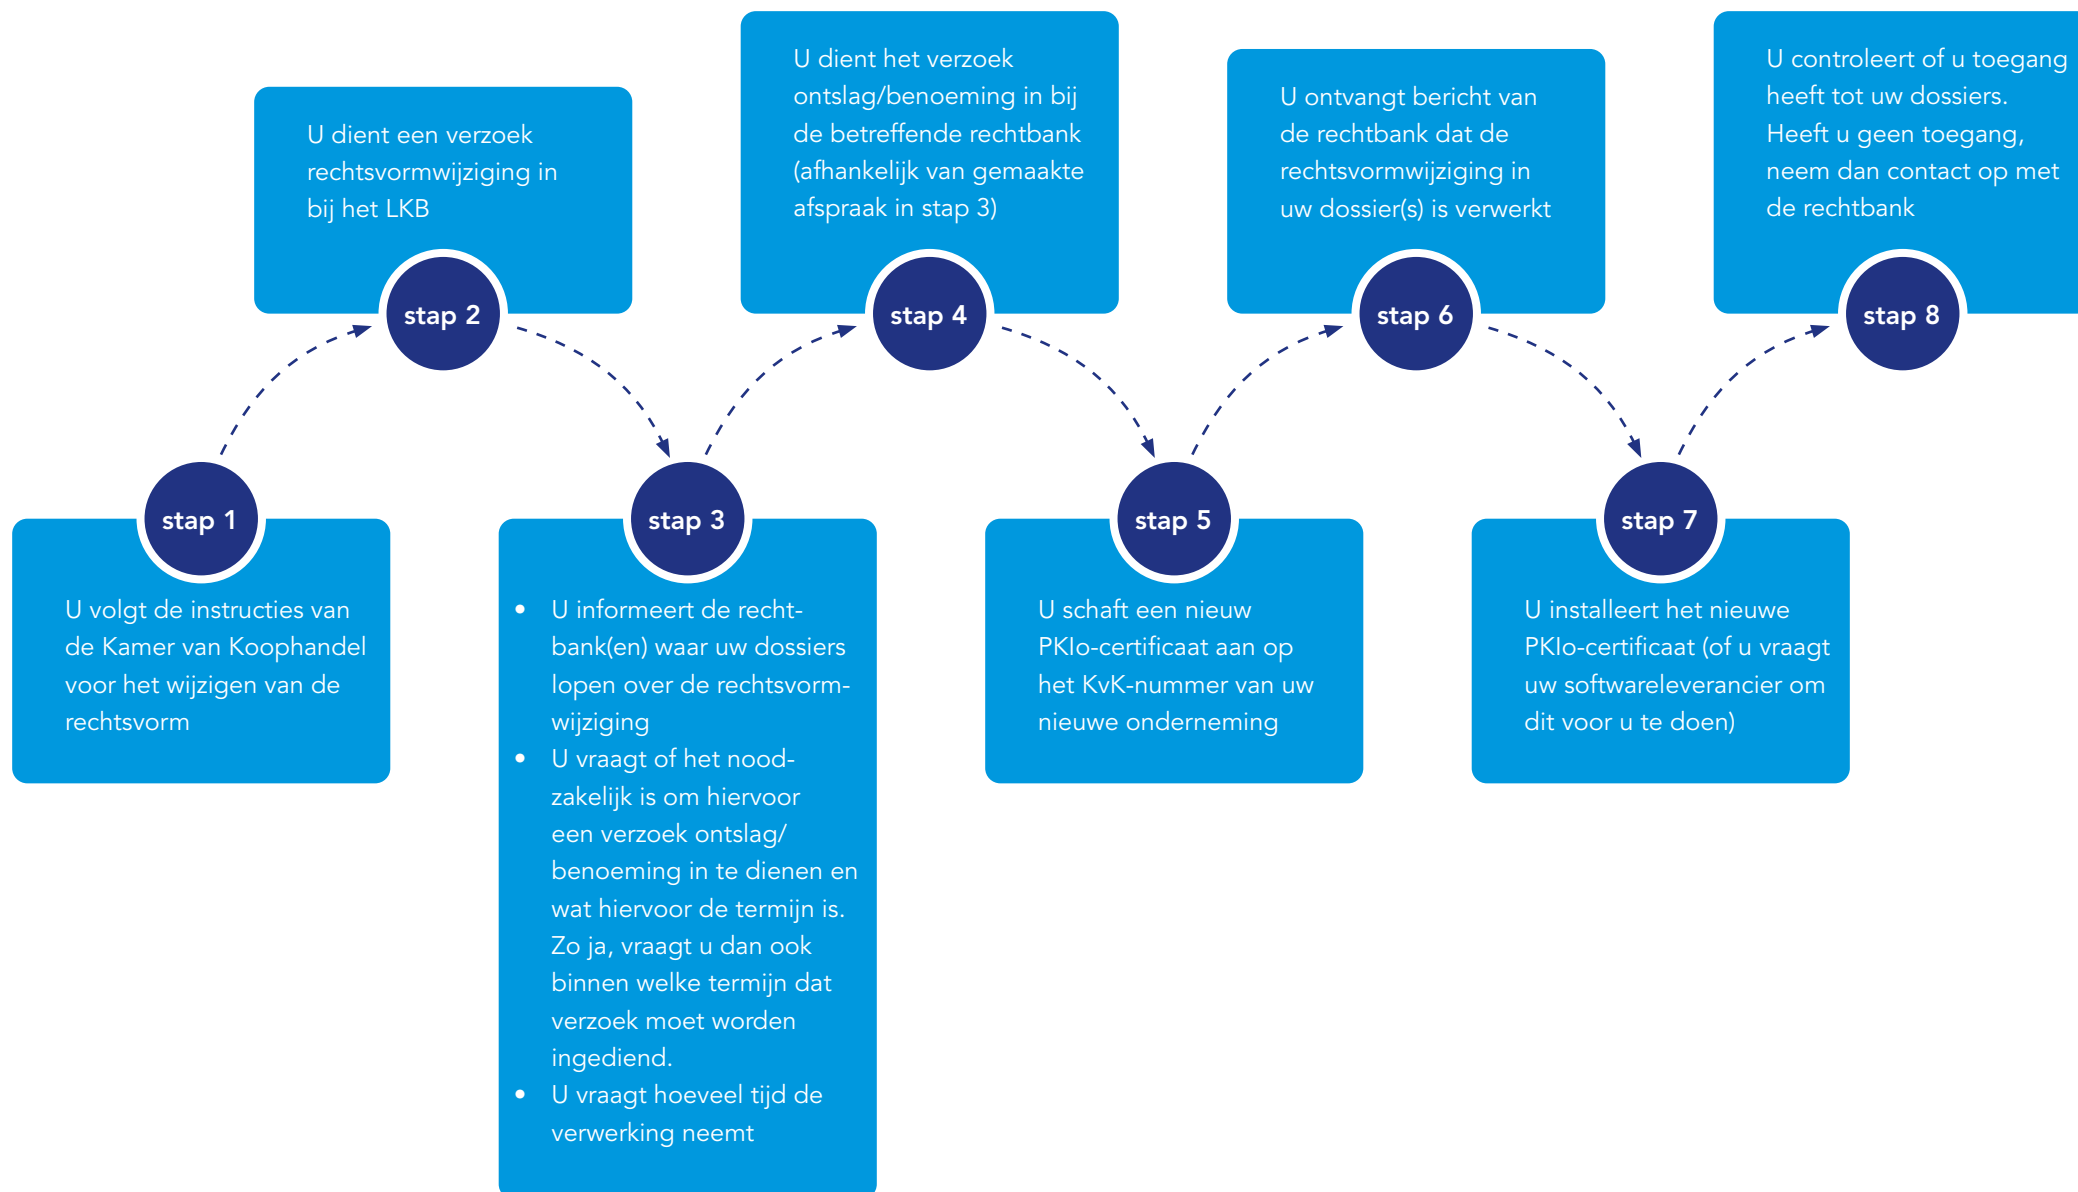 stap 1
U volgt de instructies van
de Kamer van Koophandel
voor het wijzigen van de
rechtsvorm
U dient een verzoek
rechtsvormwijziging in
bij het LKB
stap 2
stap 3
• U informeert de recht-
bank(en) waar uw dossiers
lopen over de rechtsvorm-
wijziging
• U vraagt of het nood-
zakelijk is om hiervoor
een verzoek ontslag/
benoeming in te dienen en
wat hiervoor de termijn is.
Zo ja, vraagt u dan ook
binnen welke termijn dat
verzoek moet worden
ingediend.
• U vraagt hoeveel tijd de
verwerking neemt
U dient het verzoek
ontslag/benoeming in bij
de betreffende rechtbank
(afhankelijk van gemaakte
afspraak in stap 3)
stap 4
stap 5
U schaft een nieuw
PKIo-certificaat aan op
het KvK-nummer van uw
nieuwe onderneming
U ontvangt bericht van
de rechtbank dat de
rechtsvormwijziging in
uw dossier(s) is verwerkt
stap 6
stap 7
U installeert het nieuwe
PKIo-certificaat (of u vraagt
uw softwareleverancier om
dit voor u te doen)
U controleert of u toegang
heeft tot uw dossiers.
Heeft u geen toegang,
neem dan contact op met
de rechtbank
stap 8